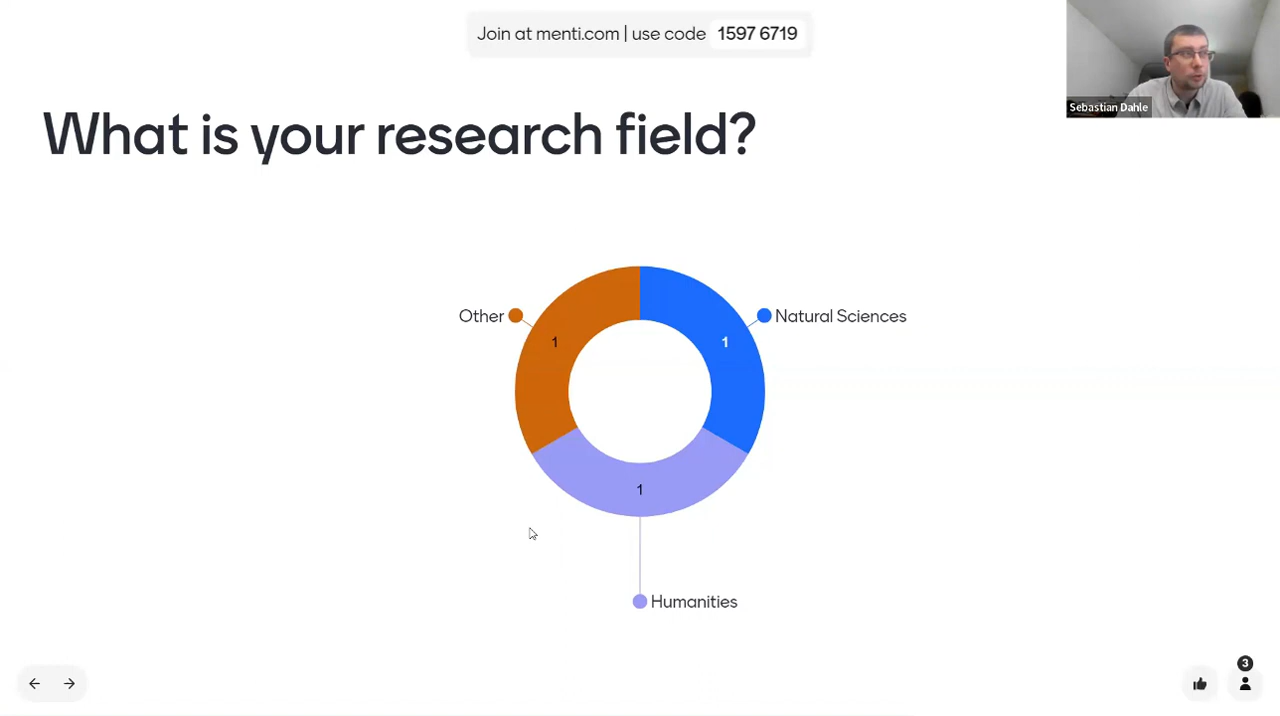 Join at menti.com | use code 1597 6719
Sebastian Dahle
What is your research field?
Other
Natural Sciences
1
1
1
Humanities
3